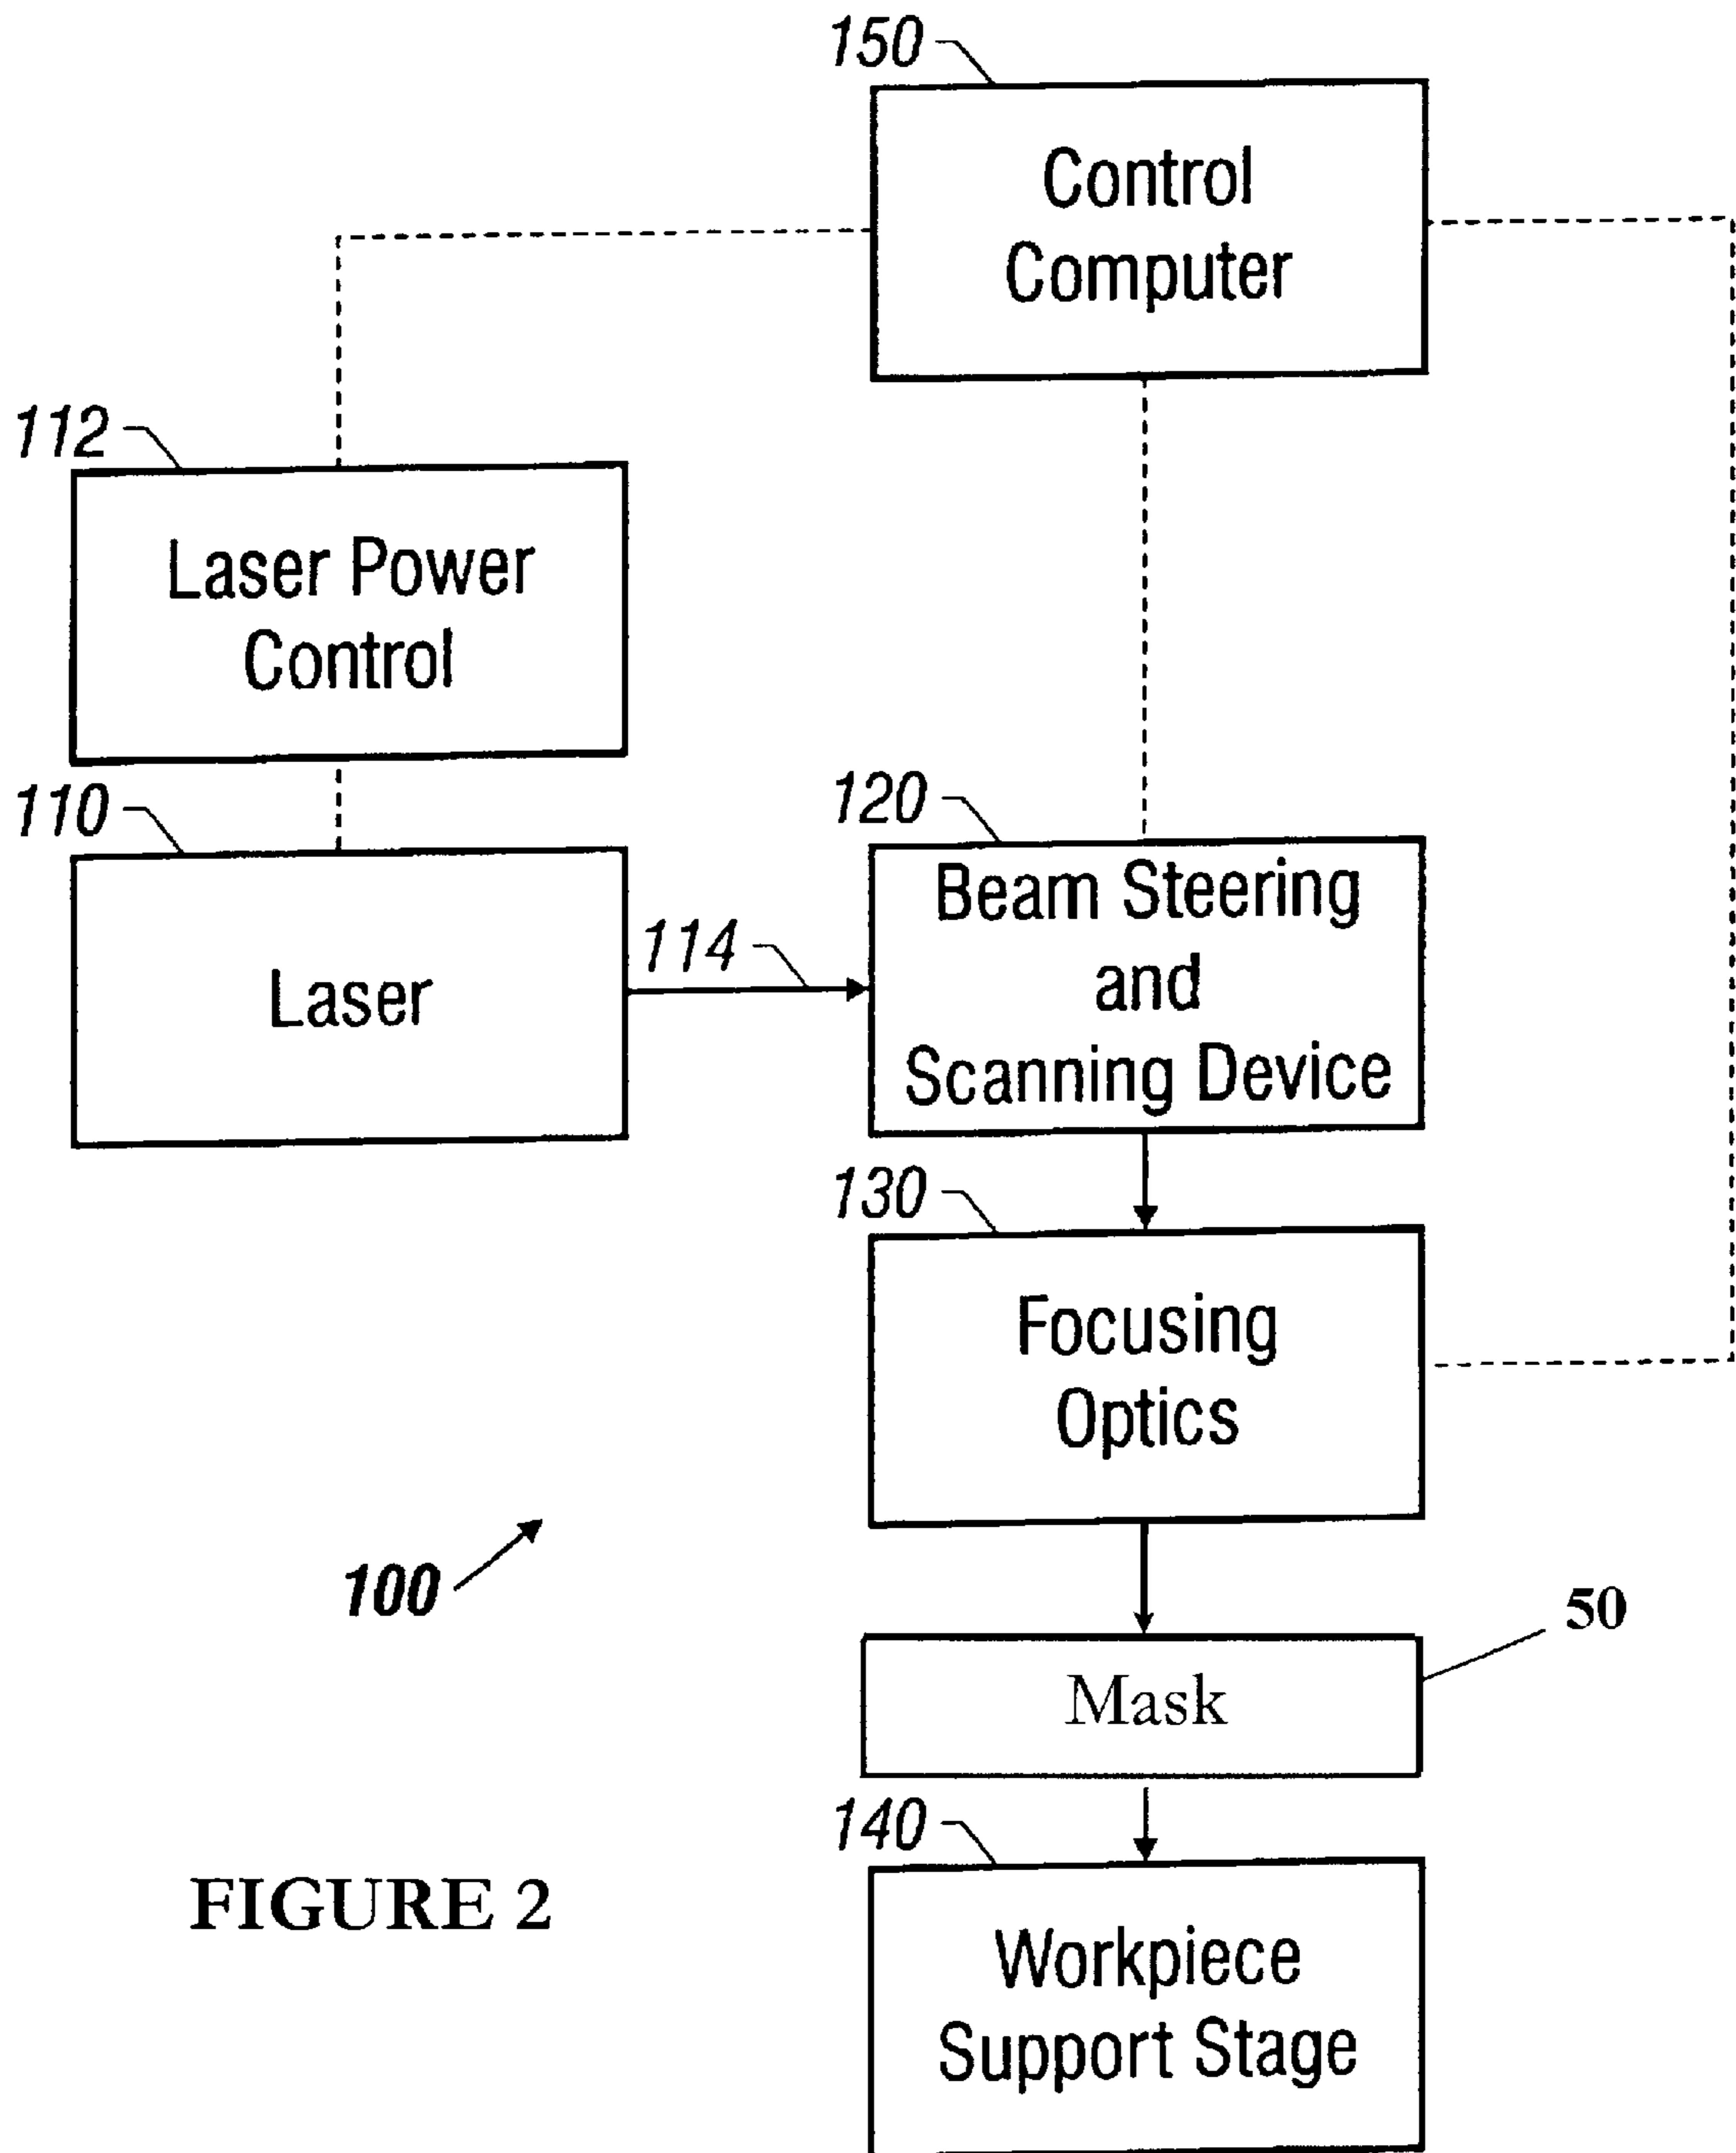 150
Control
Computer
112
Laser Power
Control
110
Laser
114
120
Beam Steering
and
Scanning Device
130
Focusing
Optics
100
50
Mask
140
Workpiece
Support Stage
FIGURE 2